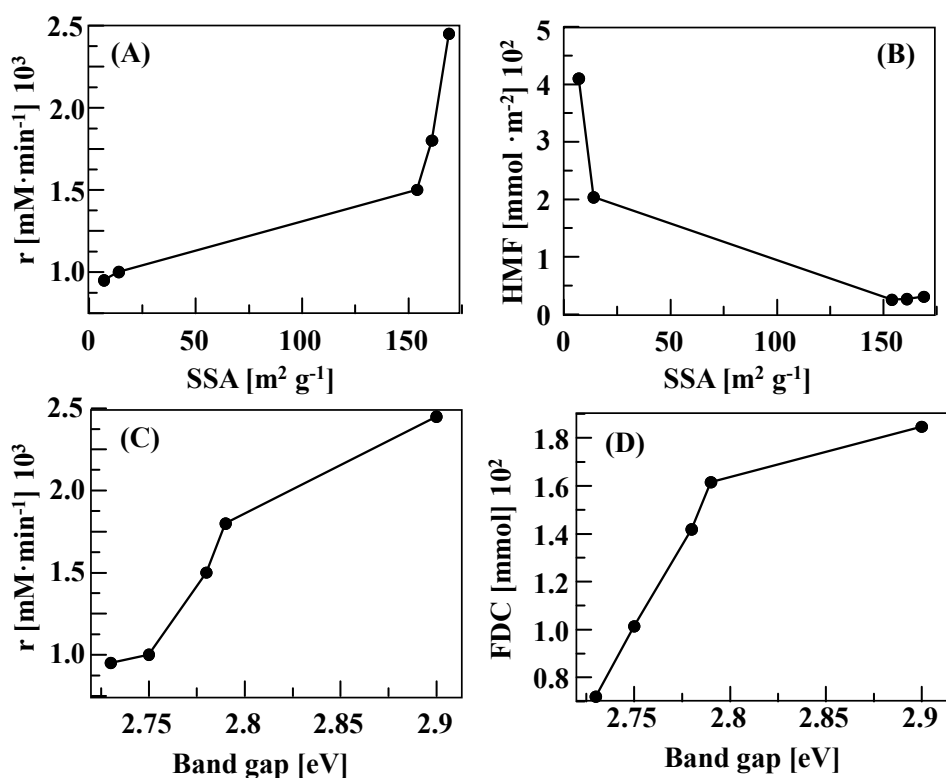 (A)
r [mM·min⁻¹] 10³
2.5
2.0
1.5
1.0
0 50 100 150
SSA [m² g⁻¹]
(B)
HMF [mmol ·m⁻²] 10²
5
4
3
2
1
0
0 50 100 150
SSA [m² g⁻¹]
(C)
r [mM·min⁻¹] 10³
2.5
2.0
1.5
1.0
2.75 2.8 2.85 2.9
Band gap [eV]
(D)
FDC [mmol] 10²
1.8
1.6
1.4
1.2
1.0
0.8
2.75 2.8 2.85 2.9
Band gap [eV]